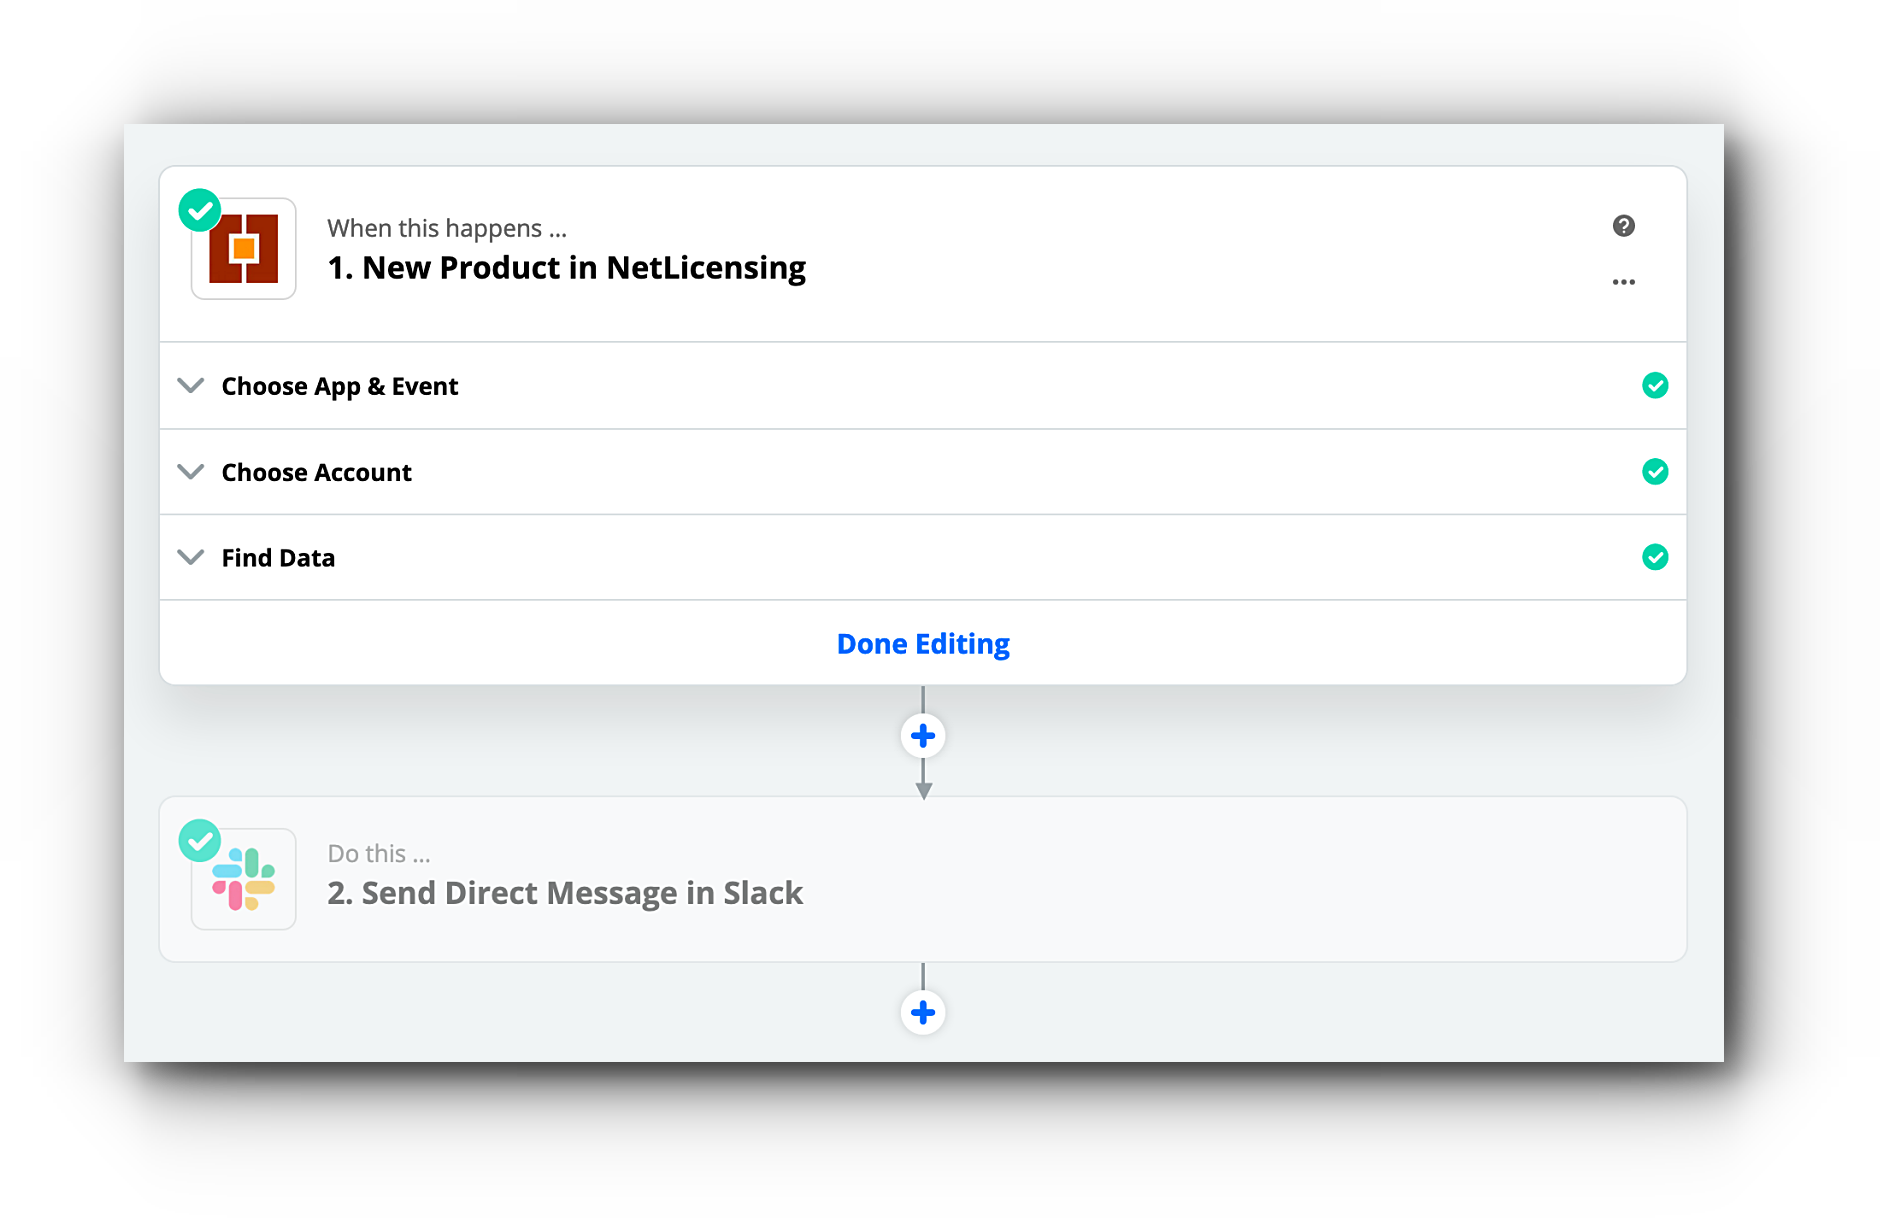 When this happens ...
1. New Product in NetLicensing
Choose App & Event
Choose Account
Find Data
Done Editing
Do this ...
2. Send Direct Message in Slack